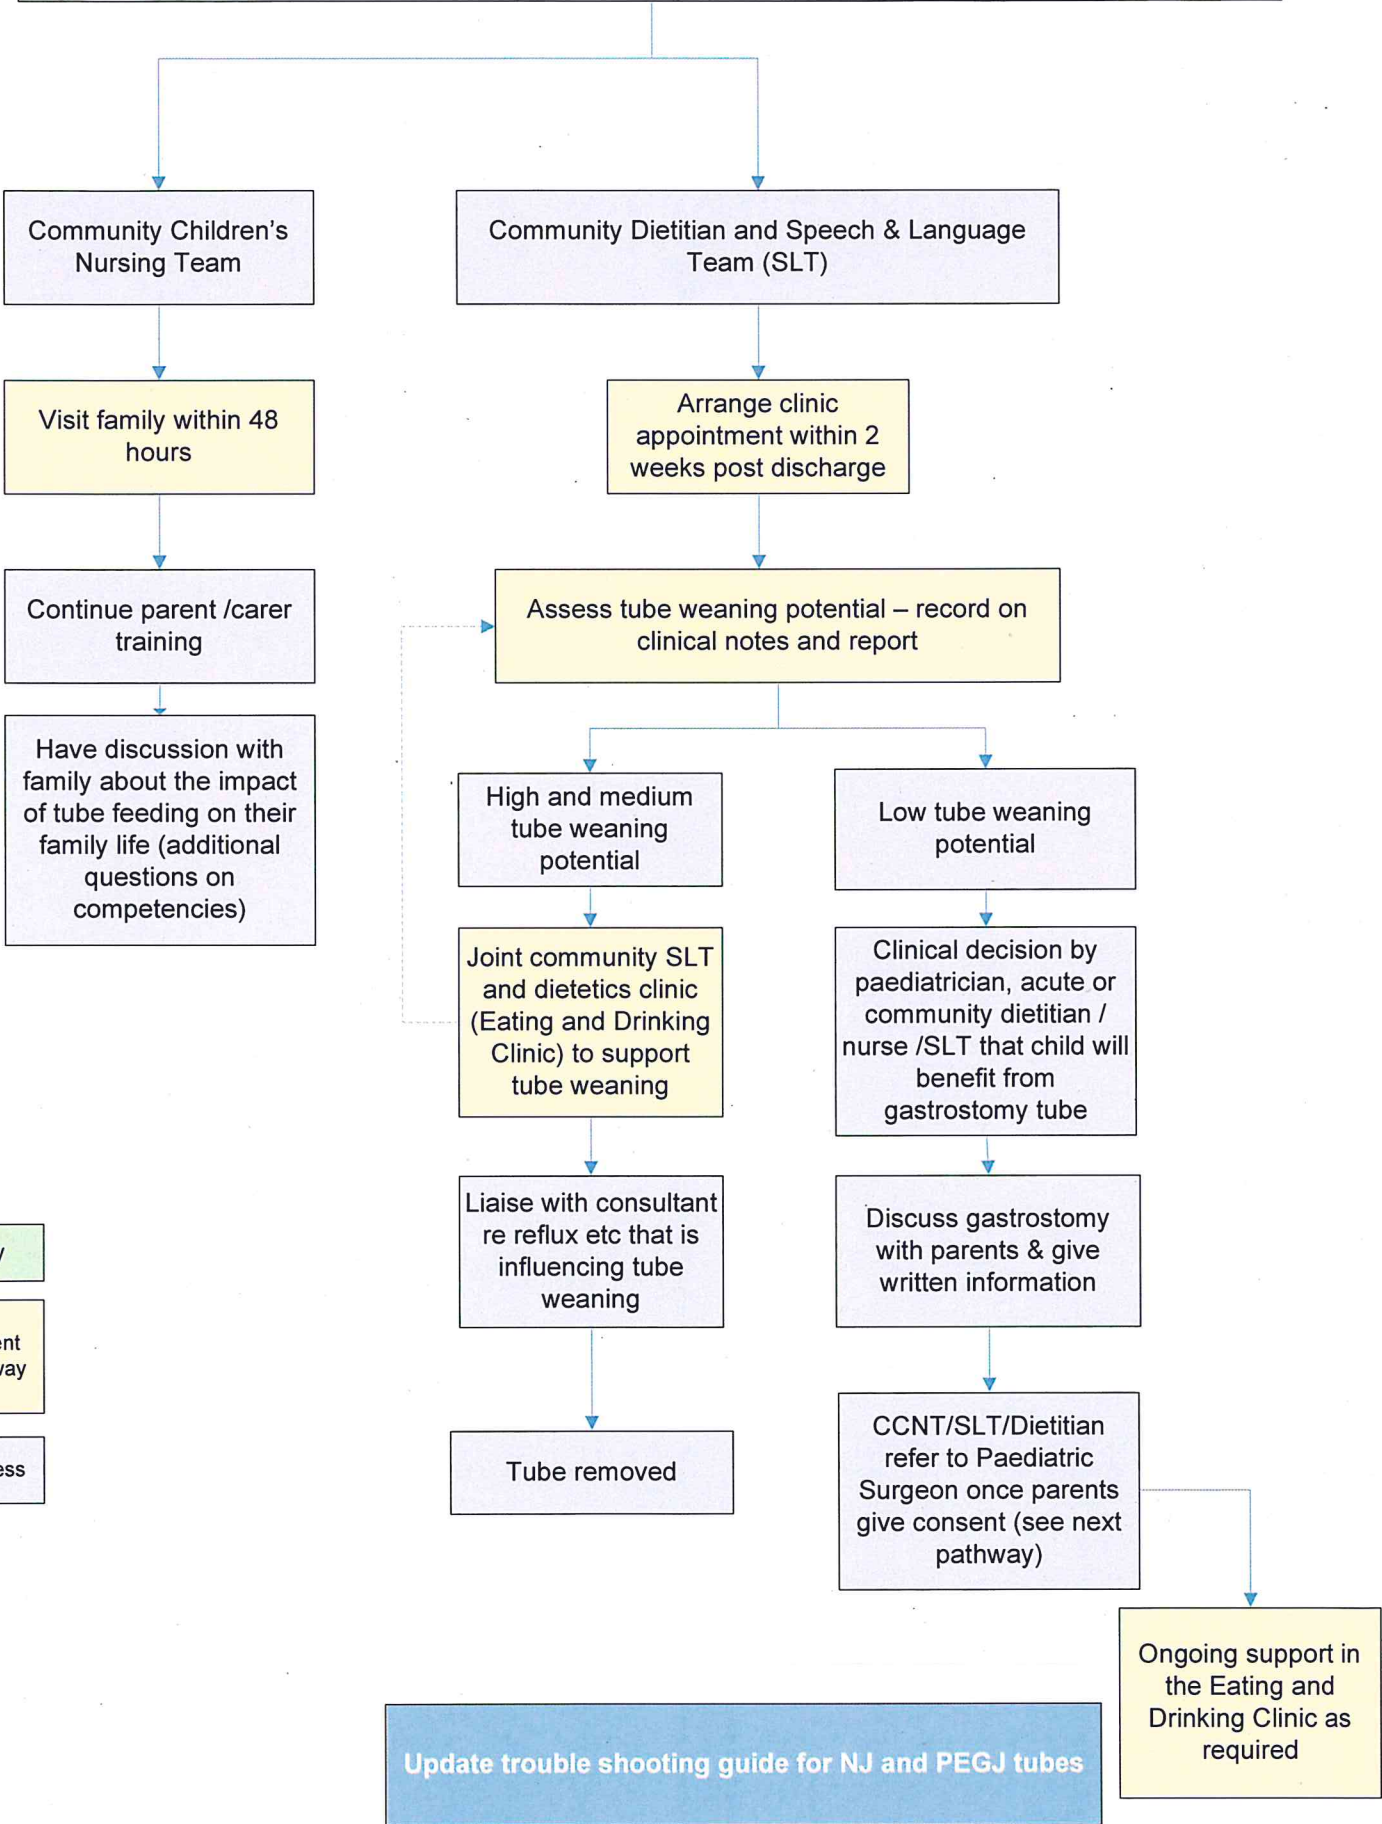 Community Children's
Nursing Team
Community Dietitian and Speech & Language
Team (SLT)
Visit family within 48
hours
Arrange clinic
appointment within 2
weeks post discharge
Continue parent /carer
training
Assess tube weaning potential – record on
clinical notes and report
Have discussion with
family about the impact
of tube feeding on their
family life (additional
questions on
competencies)
High and medium
tube weaning
potential
Low tube weaning
potential
Joint community SLT
and dietetics clinic
(Eating and Drinking
Clinic) to support
tube weaning
Clinical decision by
paediatrician, acute or
community dietitian /
nurse /SLT that child will
benefit from
gastrostomy tube
Liaise with consultant
re reflux etc that is
influencing tube
weaning
Discuss gastrostomy
with parents & give
written information
Tube removed
CCNT/SLT/Dietitian
refer to Paediatric
Surgeon once parents
give consent (see next
pathway)
Ongoing support in
the Eating and
Drinking Clinic as
required
Update trouble shooting guide for NJ and PEGJ tubes